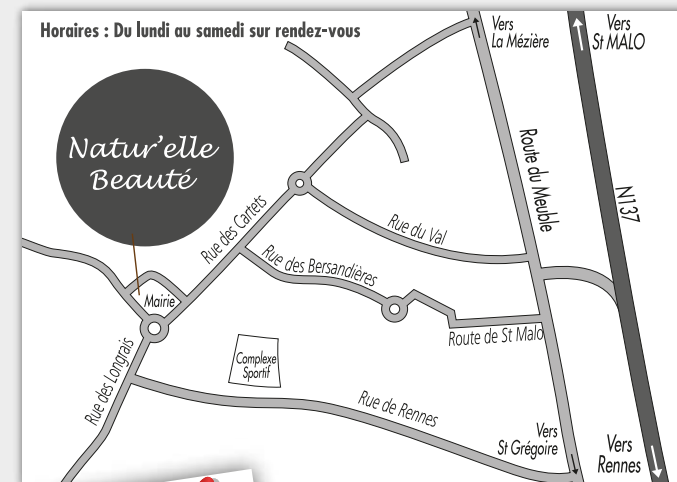 Horaires : Du lundi au samedi sur rendez-vous
Vers
La Mézière
Vers
St MALO
Natur'elle
Beauté
Route du Meuble
N137
Rue des Cartets
Rue du Val
Rue des Bersandières
Mairie
Route de St Malo
Complexe
Sportif
Rue des Longrais
Rue de Rennes
Vers
St Grégoire
Vers
Rennes